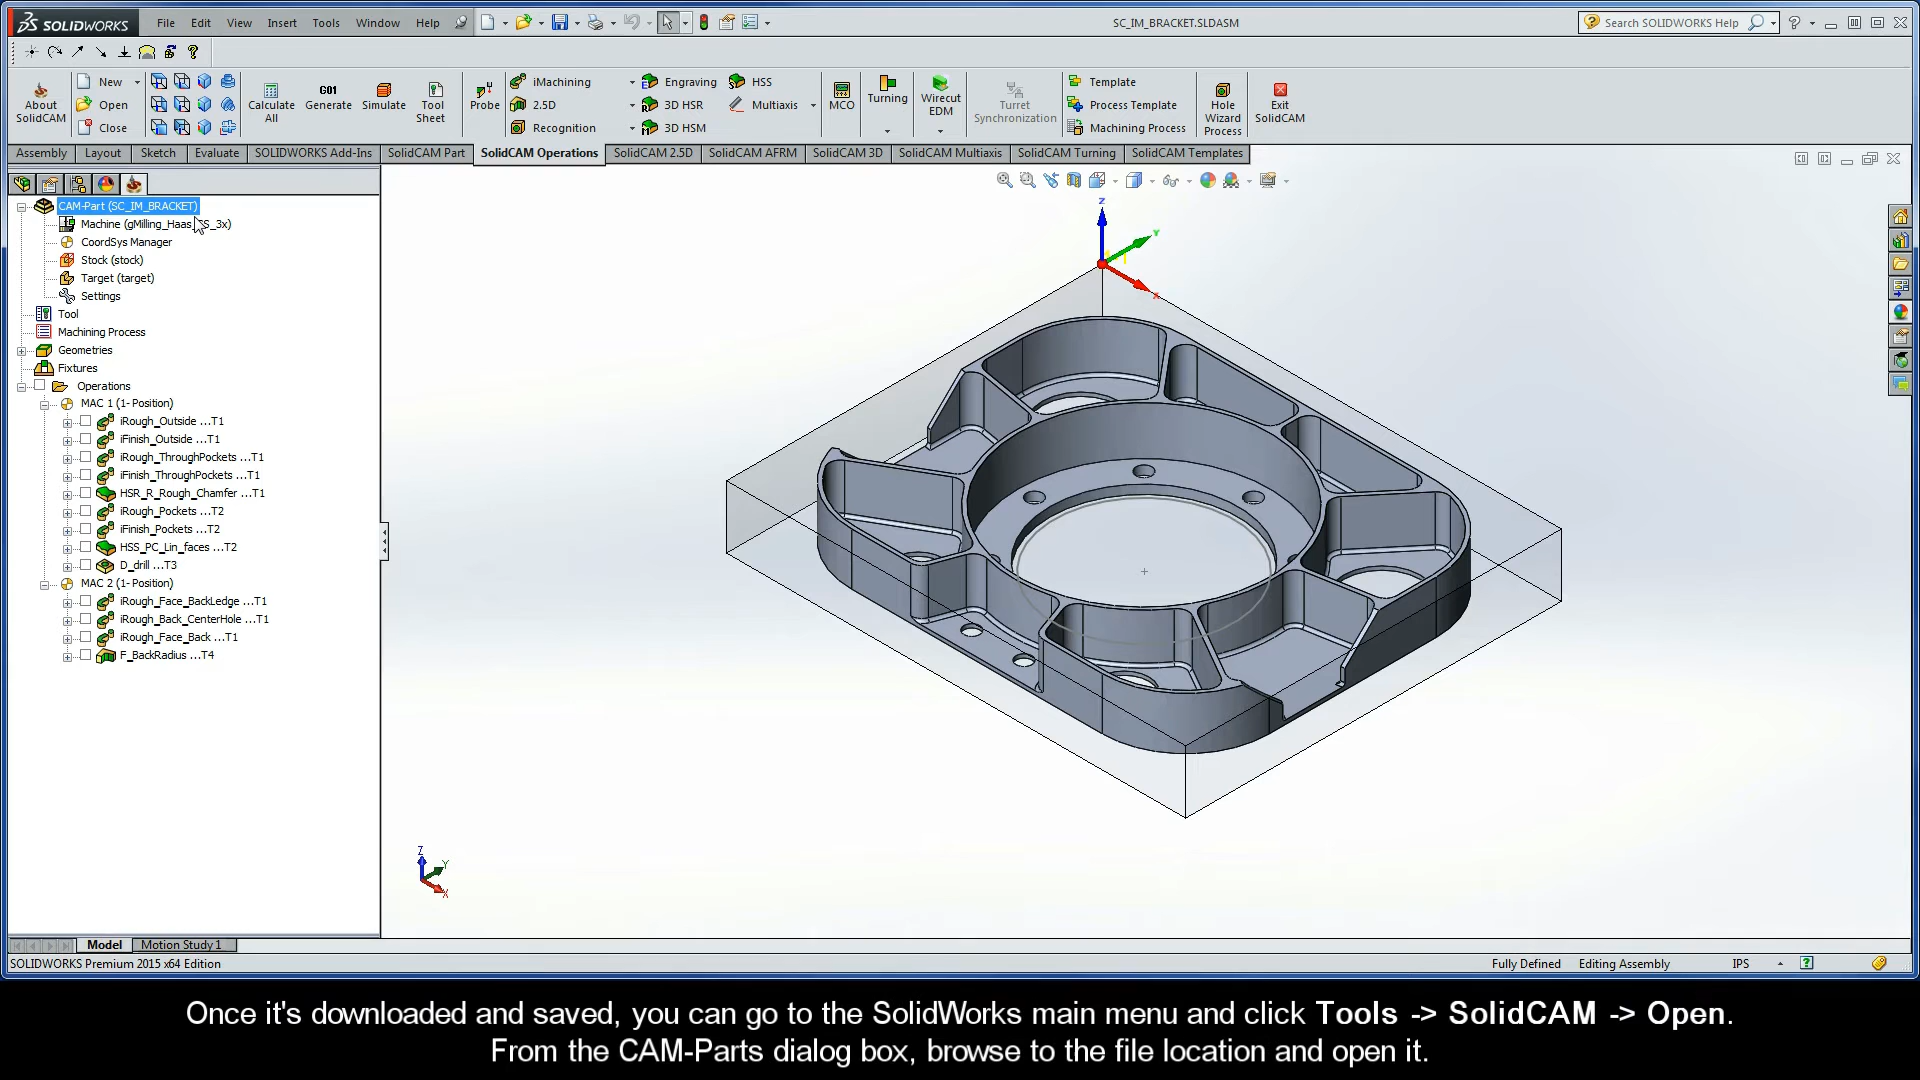 SOLIDWORKS File Edit View Insert Tools Window Help SC_IM_BRACKET.SLDASM Search SOLIDWORKS Help
About SolidCAM
New
Open
Close
Calculate All
G01
Generate
Simulate
Tool Sheet
Probe
iMachining
2.5D
Recognition
Engraving
3D HSR
3D HSM
HSS
Multiaxis
MCO
Turning
Wirecut EDM
Turret Synchronization
Template
Process Template
Machining Process
Hole Wizard Process
Exit SolidCAM
Assembly Layout Sketch Evaluate SOLIDWORKS Add-Ins SolidCAM Part SolidCAM Operations SolidCAM 2.5D SolidCAM AFRM SolidCAM 3D SolidCAM Multiaxis SolidCAM Turning SolidCAM Templates
CAM-Part (SC_IM_BRACKET)
Machine (gMilling_Haas_ S_3x)
CoordSys Manager
Stock (stock)
Target (target)
Settings
Tool
Machining Process
Geometries
Fixtures
Operations
MAC 1 (1- Position)
iRough_Outside ...T1
iFinish_Outside ...T1
iRough_ThroughPockets ...T1
iFinish_ThroughPockets ...T1
HSR_R_Rough_Chamfer ...T1
iRough_Pockets ...T2
iFinish_Pockets ...T2
HSS_PC_Lin_faces ...T2
D_drill ...T3
MAC 2 (1- Position)
iRough_Face_BackLedge ...T1
iRough_Back_CenterHole ...T1
iRough_Face_Back ...T1
F_BackRadius ...T4
Z
Y
X
Z
Y
X
Model Motion Study 1
SOLIDWORKS Premium 2015 x64 Edition Fully Defined Editing Assembly IPS
Once it's downloaded and saved, you can go to the SolidWorks main menu and click Tools -> SolidCAM -> Open.
From the CAM-Parts dialog box, browse to the file location and open it.